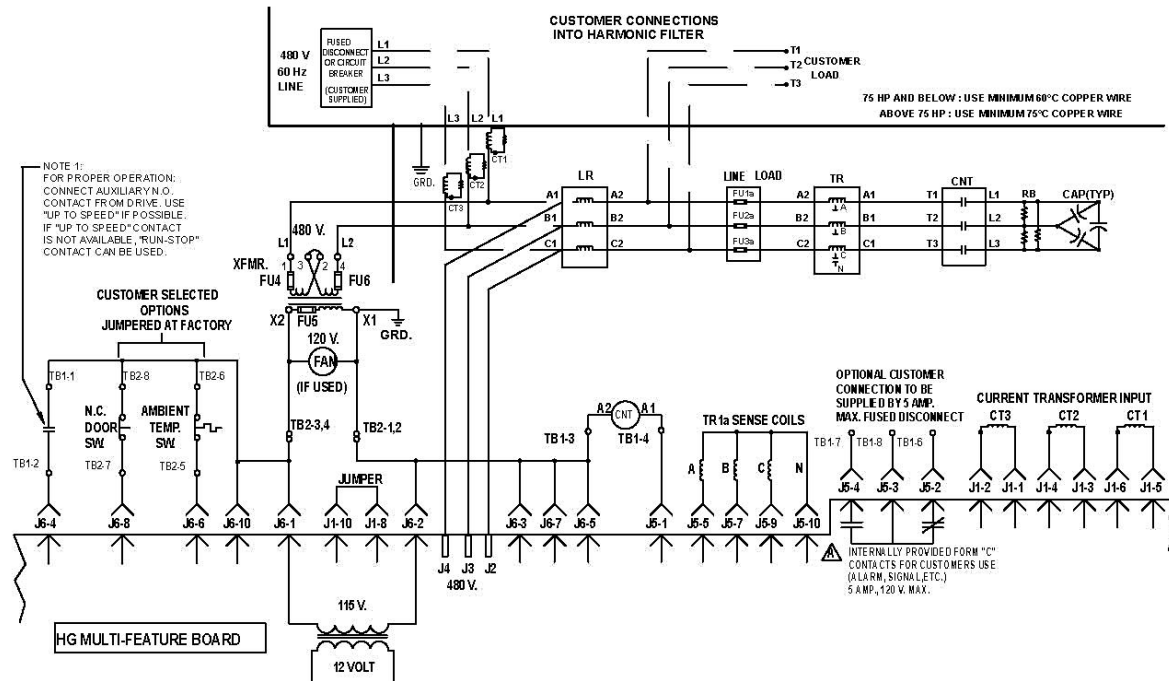 CUSTOMER CONNECTIONS
INTO HARMONIC FILTER
480 V
60 Hz
LINE
FUSED
DISCONNECT
OR CIRCUIT
BREAKER
(CUSTOMER
SUPPLIED)
L1
L2
L3
T1
T2
T3
CUSTOMER
LOAD
75 HP AND BELOW : USE MINIMUM 60°C COPPER WIRE
ABOVE 75 HP : USE MINIMUM 75°C COPPER WIRE
L3
L2
L1
CT1
CT2
CT3
GRD.
NOTE 1:
FOR PROPER OPERATION:
CONNECT AUXILIARY N.O.
CONTACT FROM DRIVE. USE
"UP TO SPEED" IF POSSIBLE.
IF "UP TO SPEED" CONTACT
IS NOT AVAILABLE, "RUN-STOP"
CONTACT CAN BE USED.
LR
LINE LOAD
TR
CNT
RB
CAP(TYP)
A1
A2
FU1a
A2
A
A1
T1
L1
B1
B2
FU2a
B2
B
B1
T2
L2
C1
C2
FU3a
C2
C
N
C1
T3
L3
L1
480 V.
L2
XFMR.
1
3
2
4
FU4
FU6
X2
FU5
X1
GRD.
120 V.
FAN
(IF USED)
CUSTOMER SELECTED
OPTIONS
JUMPERED AT FACTORY
TB1-1
TB2-8
TB2-6
N.C.
DOOR
SW.
AMBIENT
TEMP.
SW.
TB1-2
TB2-7
TB2-5
TB2-3,4
TB2-1,2
JUMPER
A2
CNT
A1
TB1-3
TB1-4
TR1a SENSE COILS
A
B
C
N
OPTIONAL CUSTOMER
CONNECTION TO BE
SUPPLIED BY 5 AMP.
MAX. FUSED DISCONNECT
TB1-7
TB1-8
TB1-6
CURRENT TRANSFORMER INPUT
CT3
CT2
CT1
J5-4
J5-3
J5-2
J1-2
J1-1
J1-4
J1-3
J1-6
J1-5
J6-4
J6-8
J6-6
J6-10
J6-1
J1-10
J1-8
J6-2
J6-3
J6-7
J6-5
J5-1
J5-5
J5-7
J5-9
J5-10
J4
J3
J2
480 V.
A
INTERNALLY PROVIDED FORM "C"
CONTACTS FOR CUSTOMERS USE
(ALARM, SIGNAL, ETC.)
5 AMP., 120 V. MAX.
115 V.
12 VOLT
HG MULTI-FEATURE BOARD